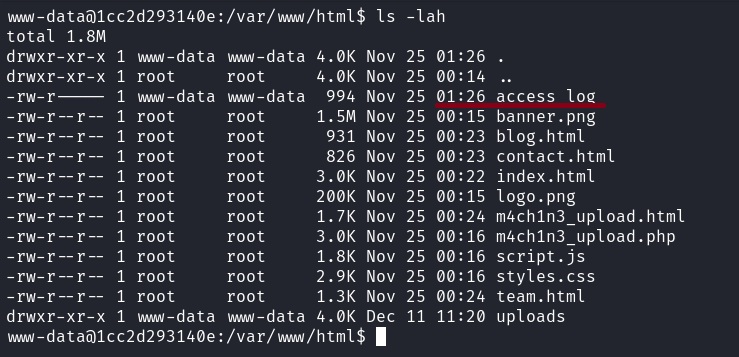 www-data@1cc2d293140e:/var/www/html$ ls -lah
total 1.8M
drwxr-xr-x 1 www-data www-data 4.0K Nov 25 01:26 .
drwxr-xr-x 1 root     root     4.0K Nov 25 00:14 ..
-rw-r----- 1 www-data www-data  994 Nov 25 01:26 access_log
-rw-r--r-- 1 root     root     1.5M Nov 25 00:15 banner.png
-rw-r--r-- 1 root     root      931 Nov 25 00:23 blog.html
-rw-r--r-- 1 root     root      826 Nov 25 00:23 contact.html
-rw-r--r-- 1 root     root     3.0K Nov 25 00:22 index.html
-rw-r--r-- 1 root     root     200K Nov 25 00:15 logo.png
-rw-r--r-- 1 root     root     1.7K Nov 25 00:24 m4ch1n3_upload.html
-rw-r--r-- 1 root     root     3.0K Nov 25 00:16 m4ch1n3_upload.php
-rw-r--r-- 1 root     root     1.8K Nov 25 00:16 script.js
-rw-r--r-- 1 root     root     2.9K Nov 25 00:16 styles.css
-rw-r--r-- 1 root     root     1.3K Nov 25 00:24 team.html
drwxr-xr-x 1 www-data www-data 4.0K Dec 11 11:20 uploads
www-data@1cc2d293140e:/var/www/html$